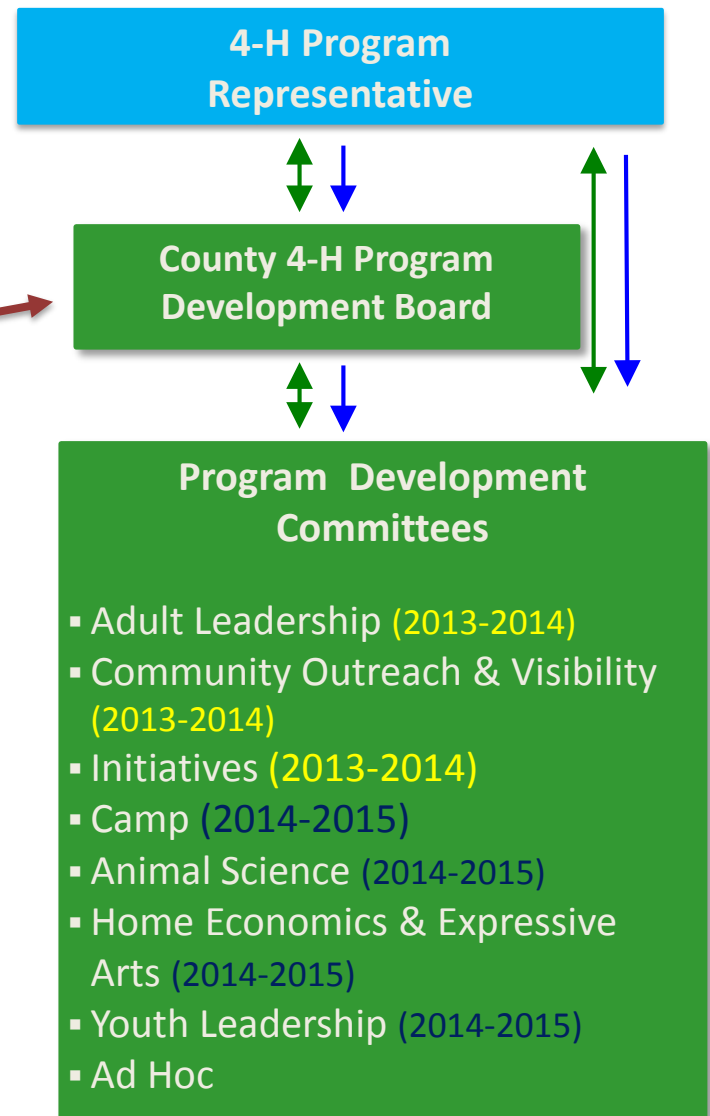 4-H Program
Representative
County 4-H Program
Development Board
Program Development
Committees
▪ Adult Leadership (2013-2014)
▪ Community Outreach & Visibility
(2013-2014)
▪ Initiatives (2013-2014)
▪ Camp (2014-2015)
▪ Animal Science (2014-2015)
▪ Home Economics & Expressive
Arts (2014-2015)
▪ Youth Leadership (2014-2015)
▪ Ad Hoc